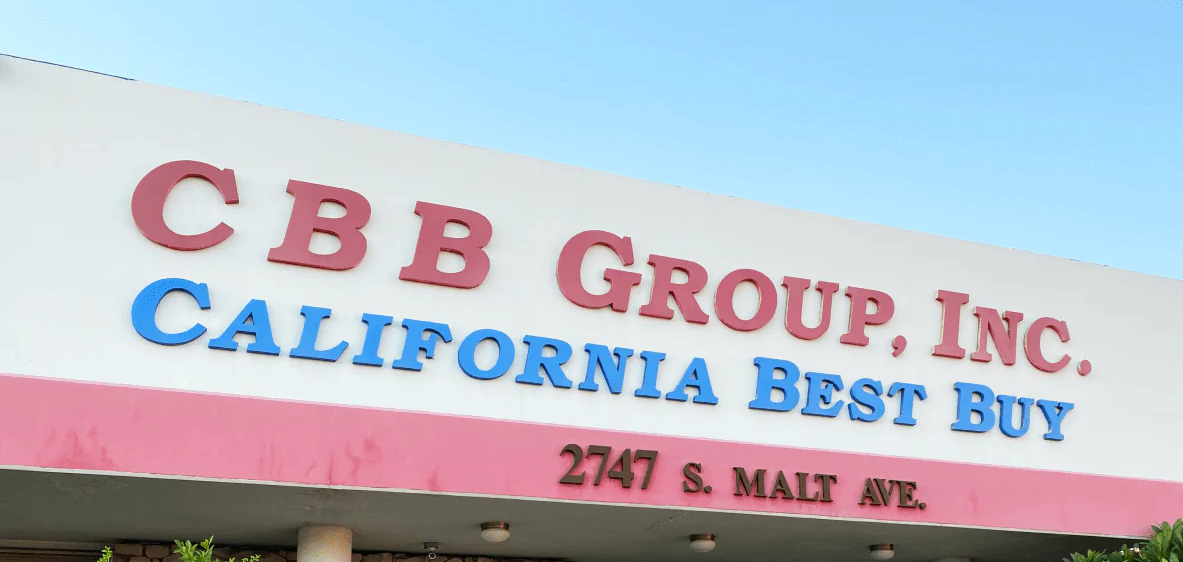 CBB GROUP, INC.
CALIFORNIA BEST BUY
2747 S. MALT AVE.